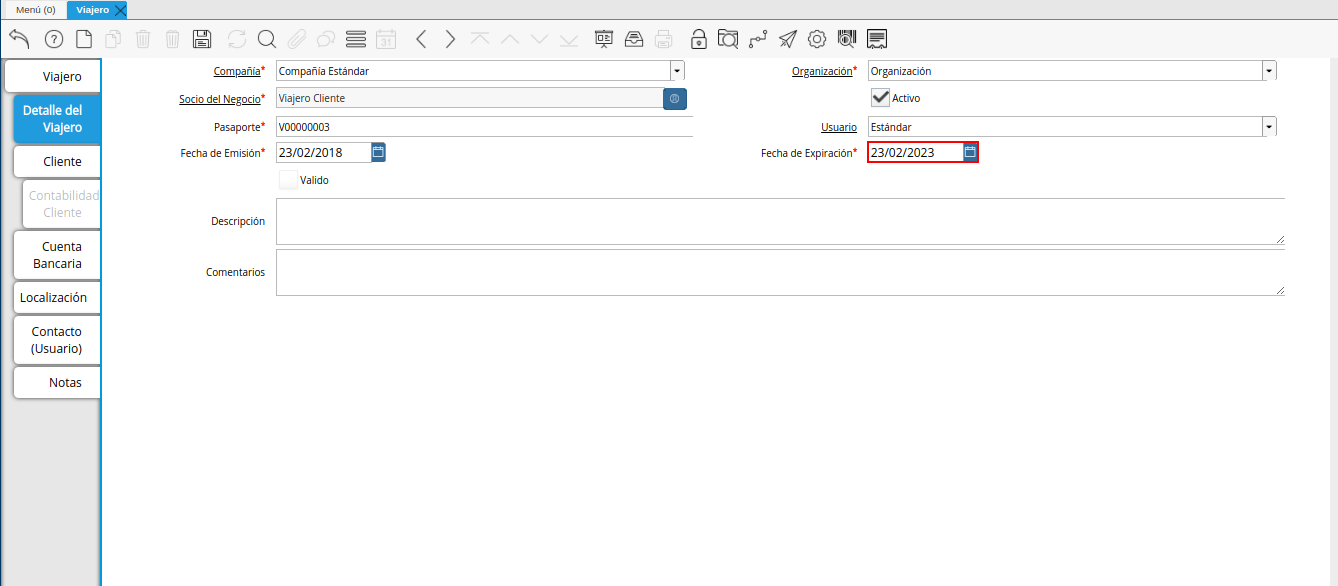 Menú (0) Viajero
31
Viajero
Detalle del
Viajero
Cliente
Contabilidad
Cliente
Cuenta
Bancaria
Localización
Contacto
(Usuario)
Notas
Compañía* Compañía Estándar Organización* Organización
Socio del Negocio* Viajero Cliente Activo
Pasaporte* V00000003 Usuario Estándar
Fecha de Emisión* 23/02/2018 Fecha de Expiración* 23/02/2023
Valido
Descripción
Comentarios